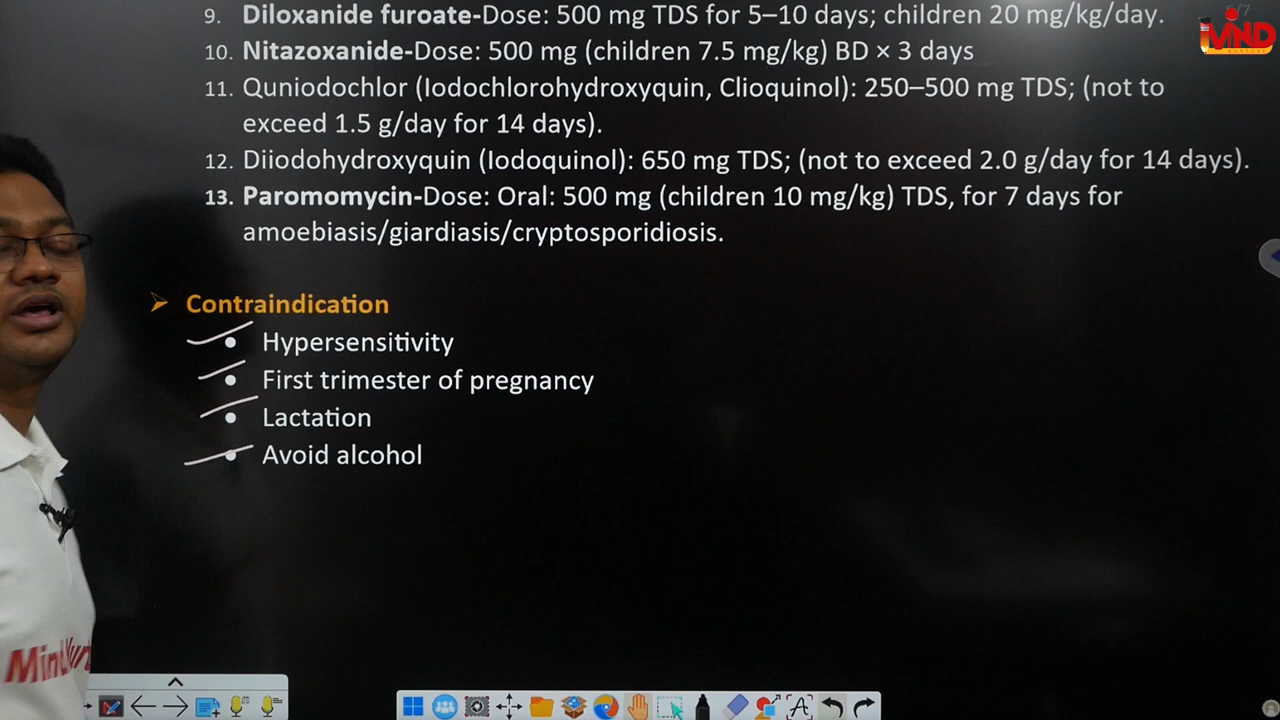 9. Diloxanide furoate-Dose: 500 mg TDS for 5–10 days; children 20 mg/kg/day.
10. Nitazoxanide-Dose: 500 mg (children 7.5 mg/kg) BD × 3 days
11. Quniodochlor (Iodochlorohydroxyquin, Clioquinol): 250–500 mg TDS; (not to
exceed 1.5 g/day for 14 days).
12. Diiodohydroxyquin (Iodoquinol): 650 mg TDS; (not to exceed 2.0 g/day for 14 days).
13. Paromomycin-Dose: Oral: 500 mg (children 10 mg/kg) TDS, for 7 days for
amoebiasis/giardiasis/cryptosporidiosis.
➢ Contraindication
• Hypersensitivity
• First trimester of pregnancy
• Lactation
• Avoid alcohol
MIND
NURTURE